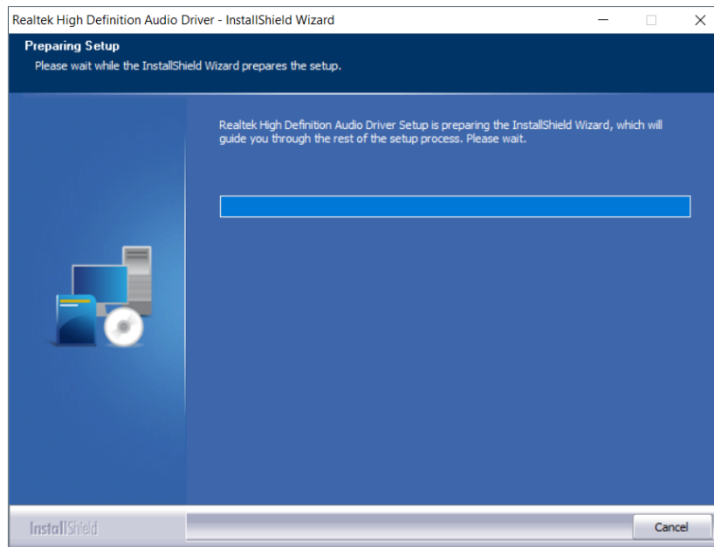 Realtek High Definition Audio Driver - InstallShield Wizard
Preparing Setup
Please wait while the InstallShield Wizard prepares the setup.
Realtek High Definition Audio Driver Setup is preparing the InstallShield Wizard, which will
guide you through the rest of the setup process. Please wait.
InstallShield
Cancel